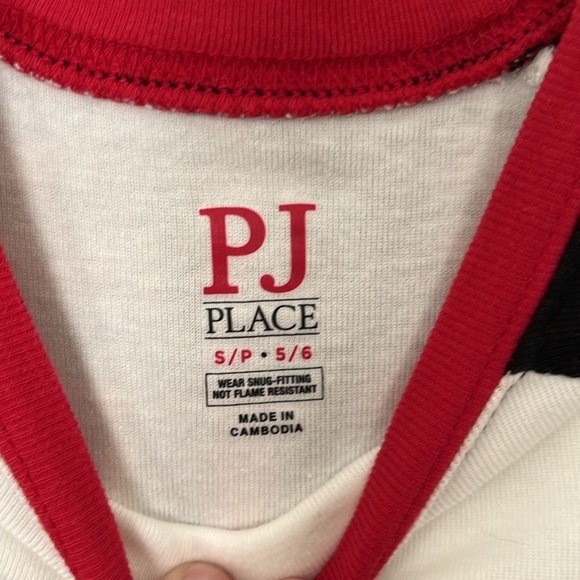 PJ
PLACE
S/P • 5/6
WEAR SNUG-FITTING
NOT FLAME RESISTANT
MADE IN
CAMBODIA